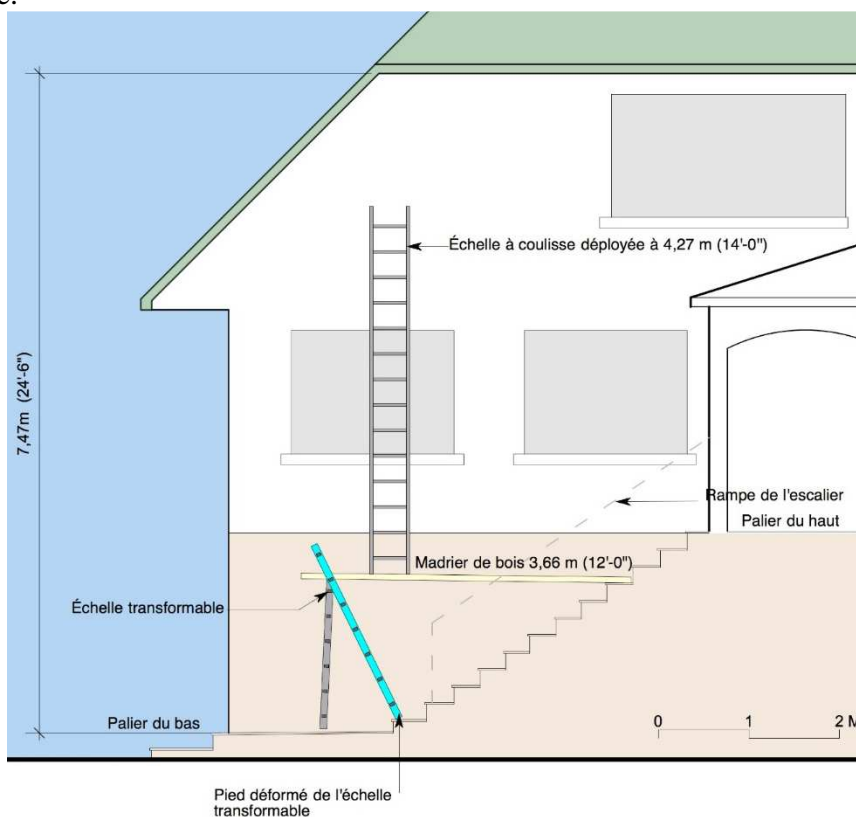 Échelle à coulisse déployée à 4,27 m (14'-0")
7,47m (24'-6")
Rampe de l'escalier
Palier du haut
Madrier de bois 3,66 m (12'-0")
Échelle transformable
Palier du bas
0 1 2 M
Pied déformé de l'échelle
transformable